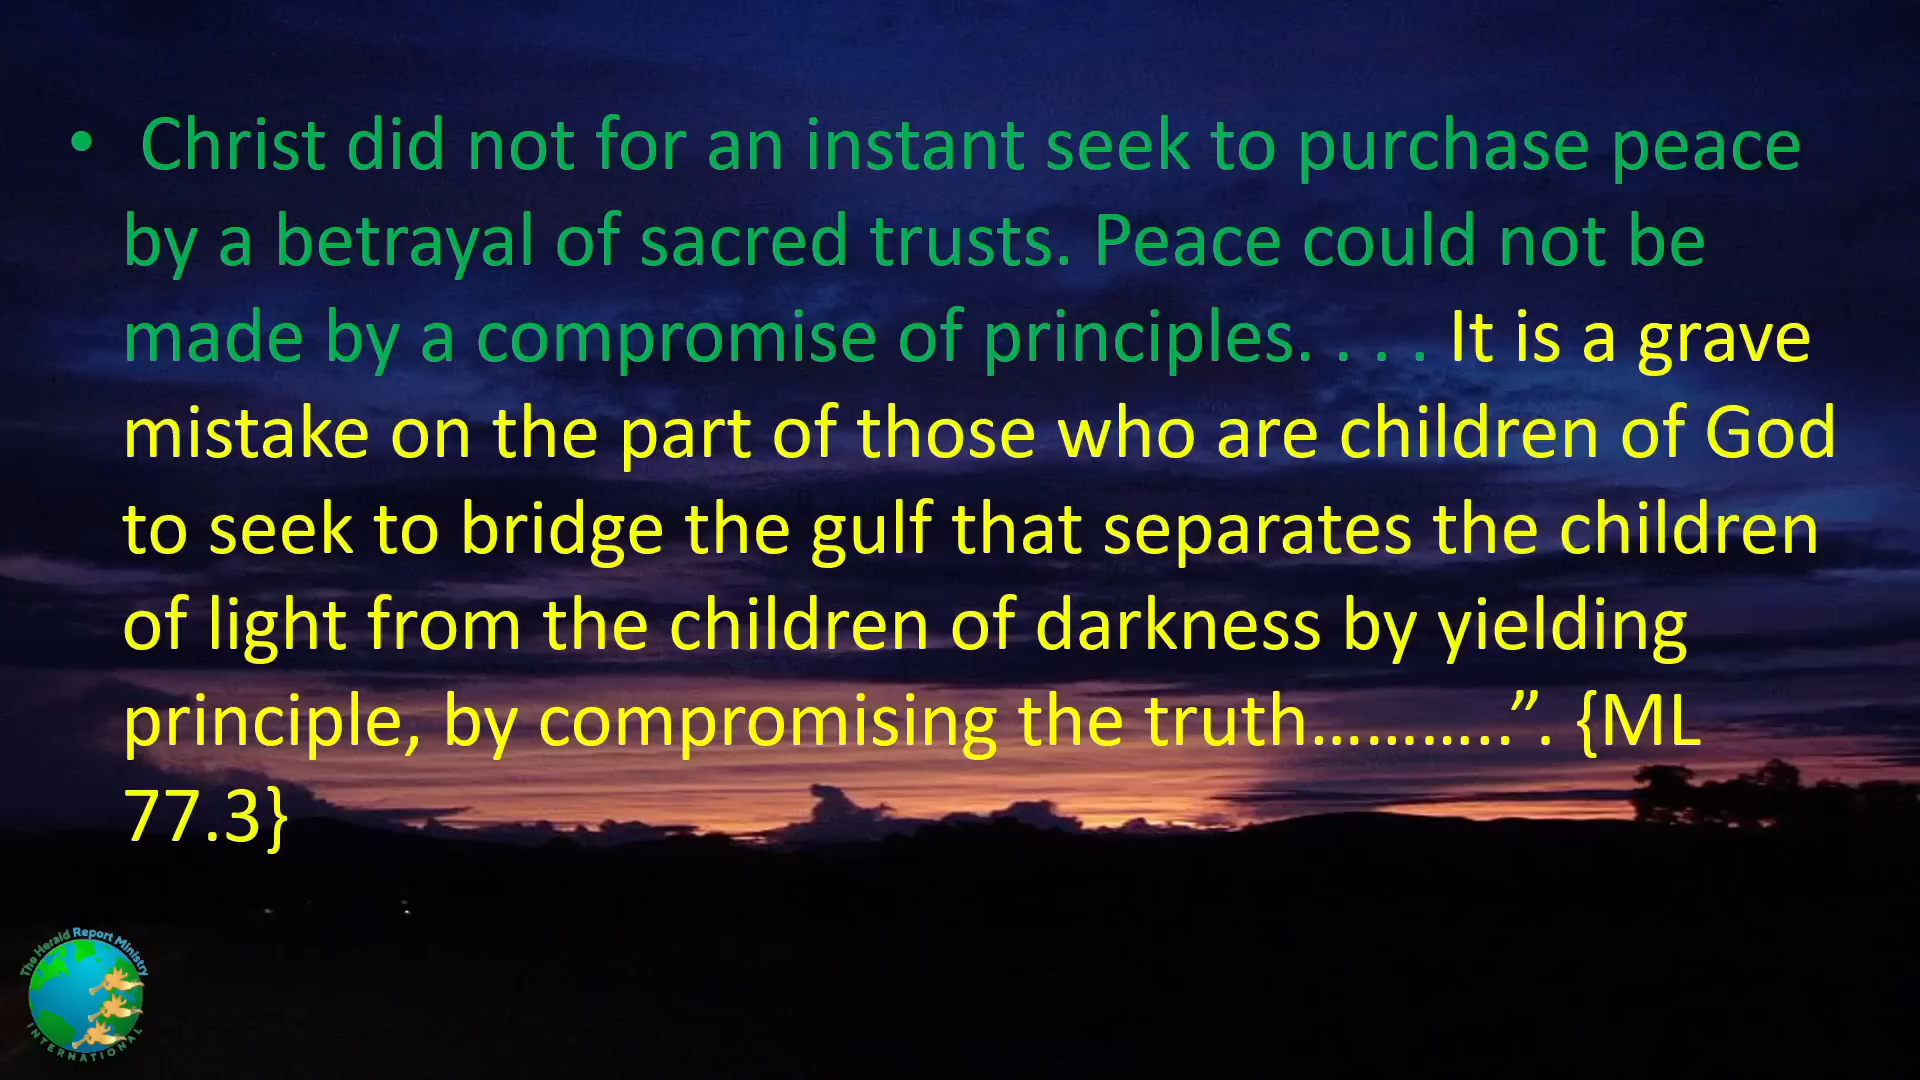 • Christ did not for an instant seek to purchase peace
by a betrayal of sacred trusts. Peace could not be
made by a compromise of principles. . . . It is a grave
mistake on the part of those who are children of God
to seek to bridge the gulf that separates the children
of light from the children of darkness by yielding
principle, by compromising the truth………..”. {ML
77.3}
The Herald Report Ministry
INTERNATIONAL